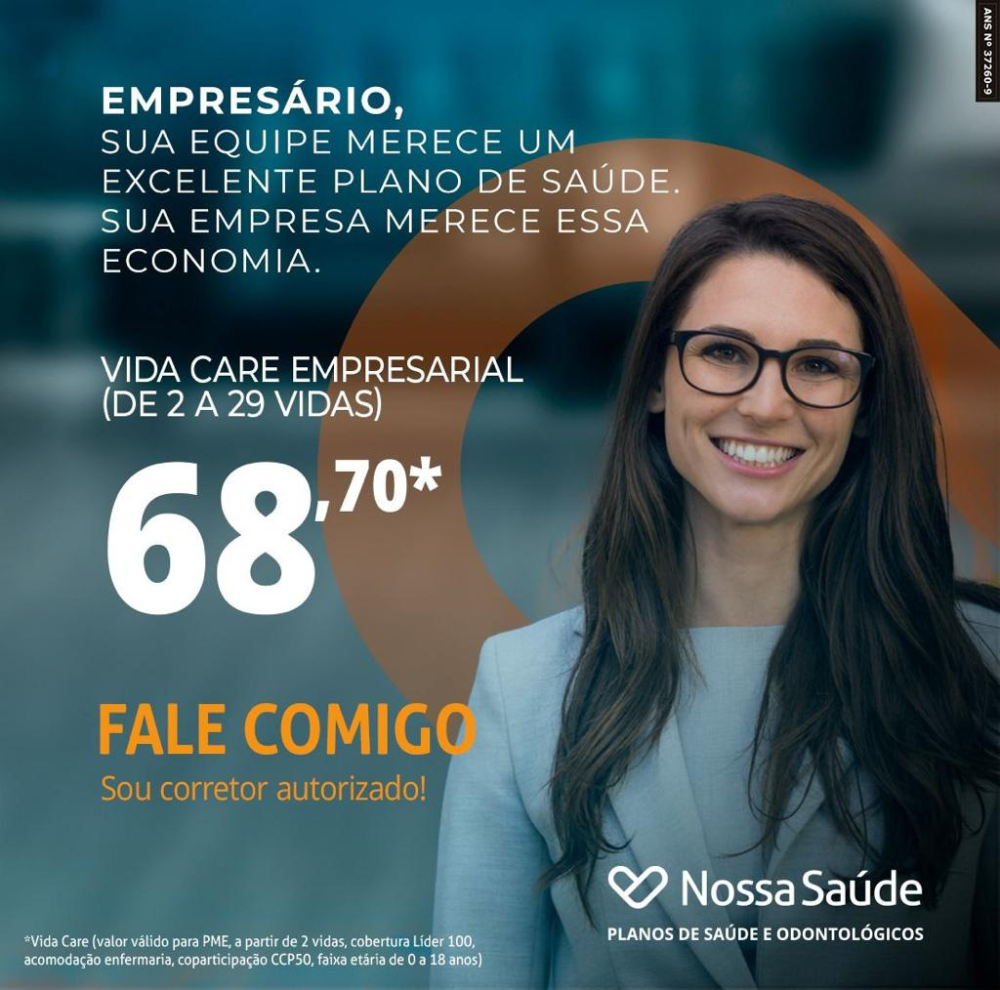 ANS Nº 37260-9
EMPRESÁRIO,
SUA EQUIPE MERECE UM
EXCELENTE PLANO DE SAÚDE.
SUA EMPRESA MERECE ESSA
ECONOMIA.
VIDA CARE EMPRESARIAL
(DE 2 A 29 VIDAS)
68,70*
FALE COMIGO
Sou corretor autorizado!
Nossa Saúde
PLANOS DE SAÚDE E ODONTOLÓGICOS
*Vida Care (valor válido para PME, a partir de 2 vidas, cobertura Líder 100,
acomodação enfermaria, coparticipação CCP50, faixa etária de 0 a 18 anos)